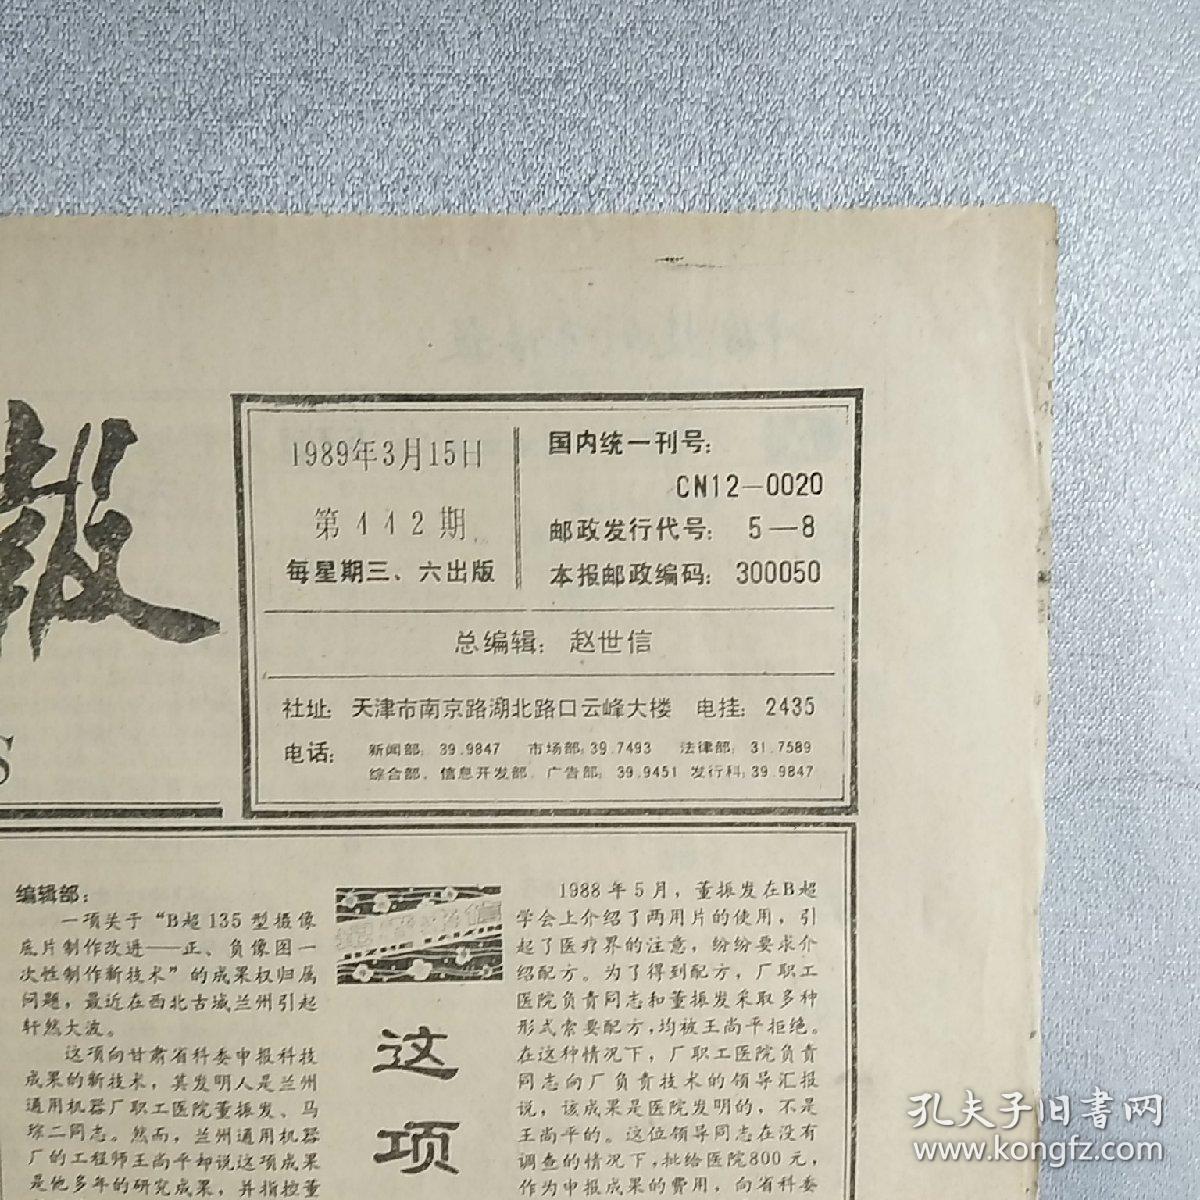 報
S
1989年3月15日
第442期
每星期三、六出版
国内统一刊号:
CN12—0020
邮政发行代号: 5—8
本报邮政编码: 300050
总编辑: 赵世信
社址: 天津市南京路湖北路口云峰大楼 电挂: 2435
电话: 新闻部: 39.9847 市场部: 39.7493 法律部: 31.7589
综合部、信息开发部、广告部: 39.9451 发行科: 39.9847
编辑部:
一项关于“B超135型摄像
底片制作改进——正、负像图一
次性制作新技术”的成果权归属
问题，最近在西北古城兰州引起
轩然大波。
这项向甘肃省科委申报科技
成果的新技术，其发明人是兰州
通用机器厂职工医院董振发、马
琮二同志。然而，兰州通用机器
厂的工程师王尚平却说这项成果
是他多年的研究成果，并指控董
这
项
1988年5月，董振发在B超
学会上介绍了两用片的使用，引
起了医疗界的注意，纷纷要求介
绍配方。为了得到配方，厂职工
医院负责同志和董振发采取多种
形式索要配方，均被王尚平拒绝。
在这种情况下，厂职工医院负责
同志向厂负责技术的领导汇报
说，该成果是医院发明的，不是
王尚平的。这位领导同志在没有
调查的情况下，批给医院800元，
作为申报成果的费用，向省科委
孔夫子旧书网
www.kongfz.com